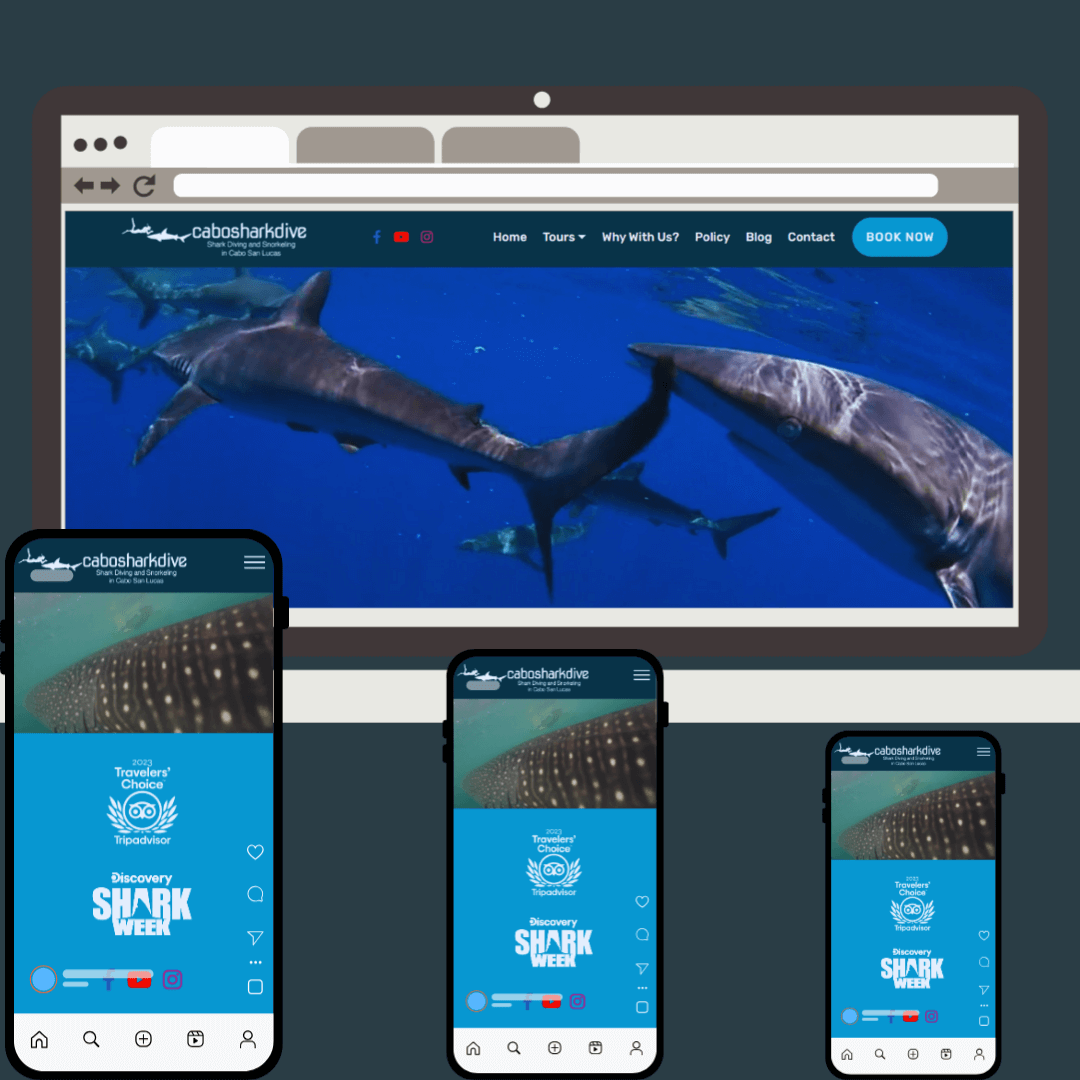 cabosharkdive
Shark Diving and Snorkeling
in Cabo San Lucas
Home Tours Why With Us? Policy Blog Contact BOOK NOW
cabosharkdive
Shark Diving and Snorkeling
in Cabo San Lucas
2023
Travelers'
Choice
Tripadvisor
Discovery
SHARK
WEEK
cabosharkdive
Shark Diving and Snorkeling
in Cabo San Lucas
2023
Travelers'
Choice
Tripadvisor
Discovery
SHARK
WEEK
cabosharkdive
Shark Diving and Snorkeling
in Cabo San Lucas
2023
Travelers'
Choice
Tripadvisor
Discovery
SHARK
WEEK